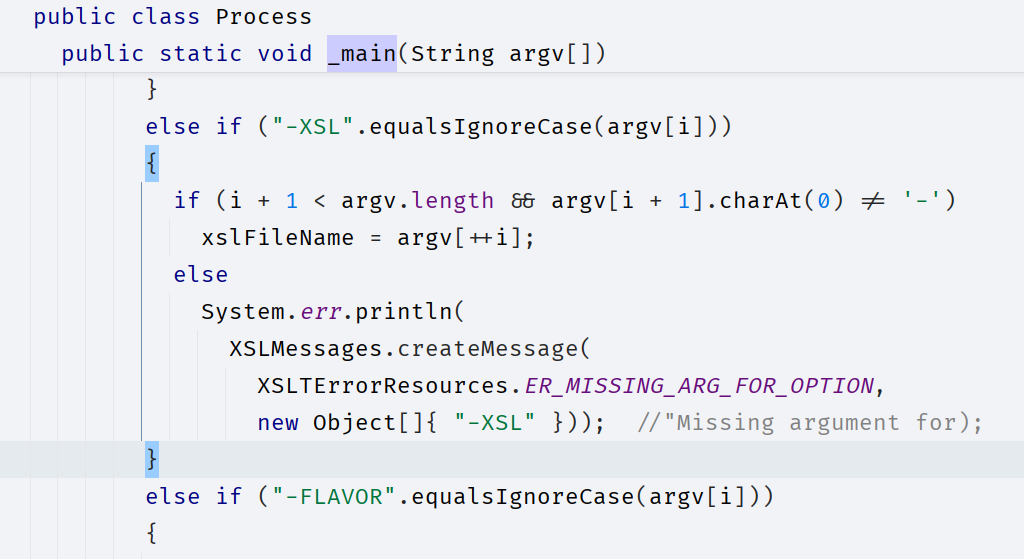 public class Process
public static void _main(String argv[])
}
else if ("-XSL".equalsIgnoreCase(argv[i]))
{
if (i + 1 < argv.length && argv[i + 1].charAt(0) != '-')
xslFileName = argv[++i];
else
System.err.println(
XSLMessages.createMessage(
XSLTErrorResources.ER_MISSING_ARG_FOR_OPTION,
new Object[]{ "-XSL" }));  //"Missing argument for);
}
else if ("-FLAVOR".equalsIgnoreCase(argv[i]))
{